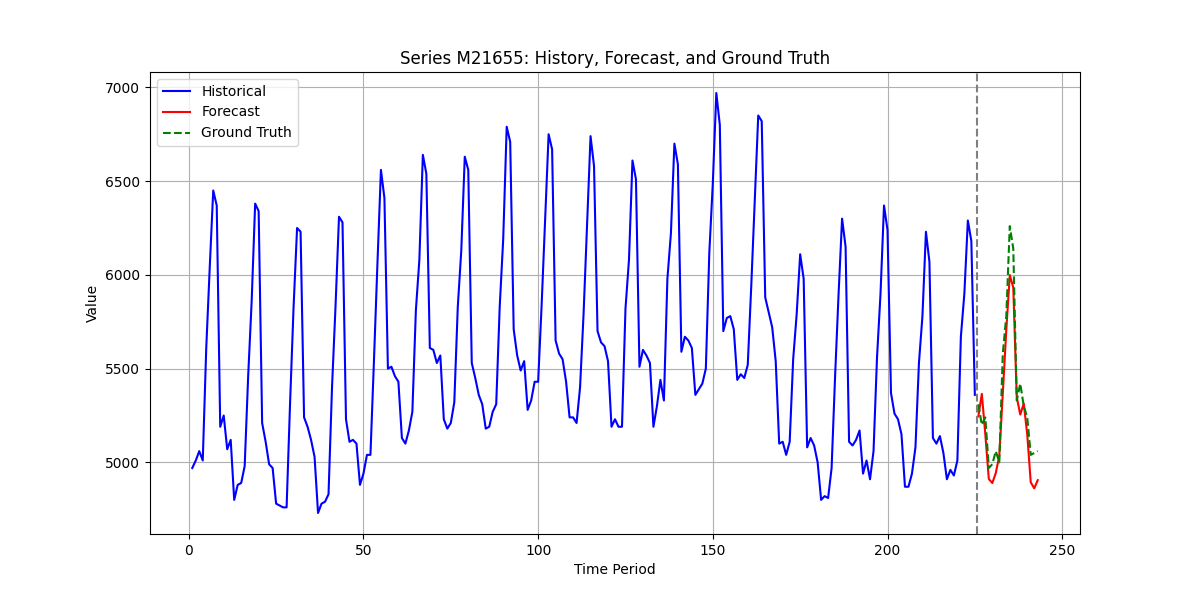 Series M21655: History, Forecast, and Ground Truth
Historical
Forecast
Ground Truth
7000
6500
6000
5500
5000
Value
0 50 100 150 200 250
Time Period